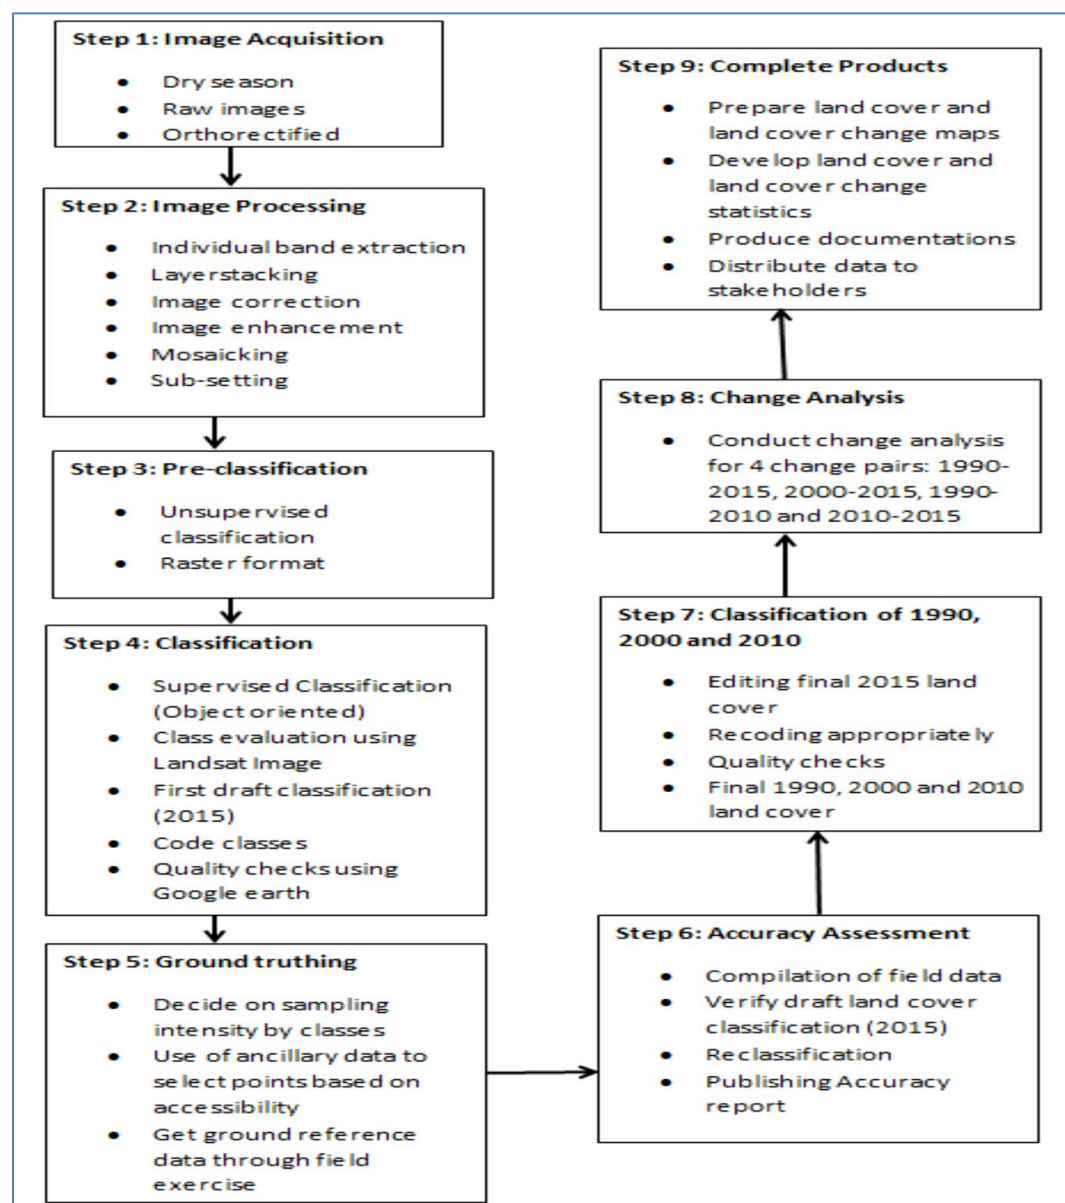 Step 1: Image Acquisition
• Dry season
• Raw images
• Orthorectified
Step 2: Image Processing
• Individual band extraction
• Layerstacking
• Image correction
• Image enhancement
• Mosaicking
• Sub-setting
Step 3: Pre-classification
• Unsupervised
classification
• Raster format
Step 4: Classification
• Supervised Classification
(Object oriented)
• Class evaluation using
Landsat Image
• First draft classification
(2015)
• Code classes
• Quality checks using
Google earth
Step 5: Ground truthing
• Decide on sampling
intensity by classes
• Use of ancillary data to
select points based on
accessibility
• Get ground reference
data through field
exercise
Step 6: Accuracy Assessment
• Compilation of field data
• Verify draft land cover
classification (2015)
• Reclassification
• Publishing Accuracy
report
Step 7: Classification of 1990,
2000 and 2010
• Editing final 2015 land
cover
• Recoding appropriately
• Quality checks
• Final 1990, 2000 and 2010
land cover
Step 8: Change Analysis
• Conduct change analysis
for 4 change pairs: 1990-
2015, 2000-2015, 1990-
2010 and 2010-2015
Step 9: Complete Products
• Prepare land cover and
land cover change maps
• Develop land cover and
land cover change
statistics
• Produce documentations
• Distribute data to
stakeholders